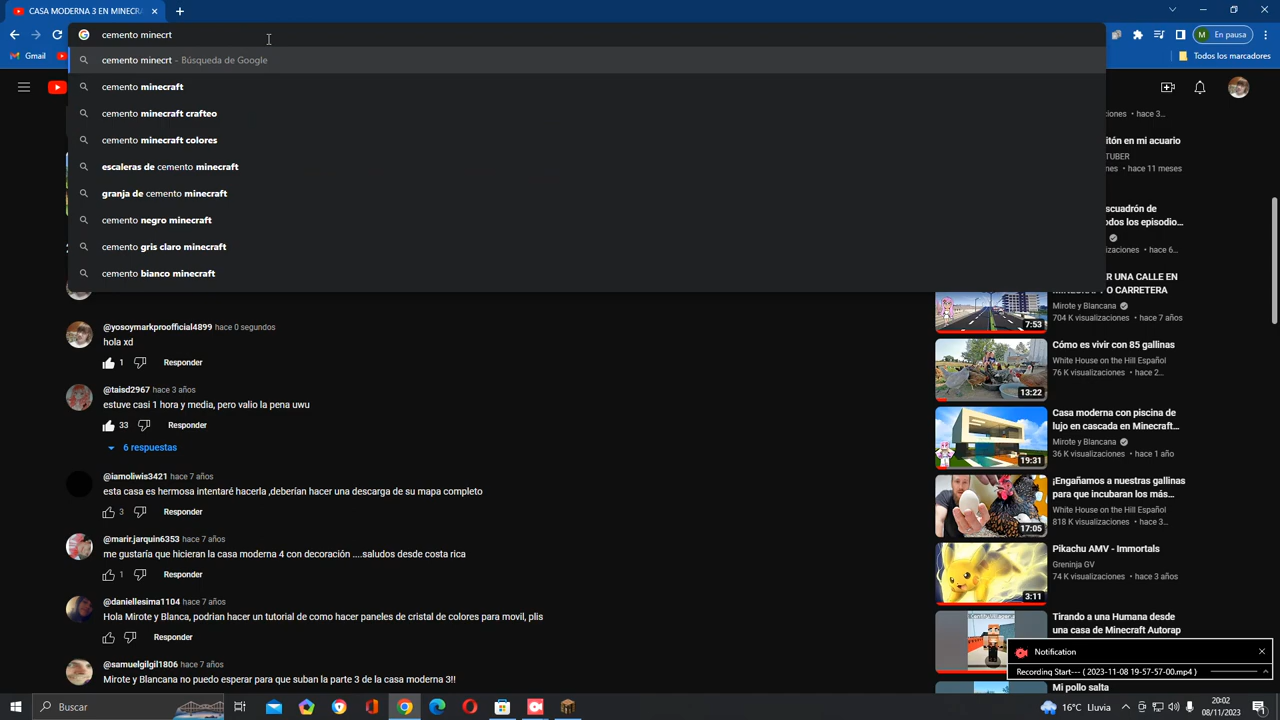 CASA MODERNA 3 EN MINECRA
cemento minecrt
M En pausa
Gmail
Todos los marcadores
cemento minecrt - Búsqueda de Google
cemento minecraft
cemento minecraft crafteo
cemento minecraft colores
escaleras de cemento minecraft
granja de cemento minecraft
cemento negro minecraft
cemento gris claro minecraft
cemento bianco minecraft
@yosoymarkproofficial4899 hace 0 segundos
hola xd
1 Responder
@taisd2967 hace 3 años
estuve casi 1 hora y media, pero valio la pena uwu
33 Responder
6 respuestas
@iamoliwis3421 hace 7 años
esta casa es hermosa intentaré hacerla ,deberían hacer una descarga de su mapa completo
3 Responder
@marir.jarquin6353 hace 7 años
me gustaría que hicieran la casa moderna 4 con decoración ....saludos desde costa rica
1 Responder
@daniellesima1104 hace 7 años
Hola Mirote y Blanca, podrían hacer un tutorial de como hacer paneles de cristal de colores para movil, plis
Responder
@samuelgilgil1806 hace 7 años
Mirote y Blancana no puedo esperar para que suban la parte 3 de la casa moderna 3!!
ciones • hace 3...
itón en mi acuario
TUBER
nes • hace 11 meses
scuadrón de
odos los episodio...
izaciones • hace 6...
ER UNA CALLE EN
O CARRETERA
Mirote y Blancana
704 K visualizaciones • hace 7 años
7:53
Cómo es vivir con 85 gallinas
White House on the Hill Español
76 K visualizaciones • hace 2...
13:22
Casa moderna con piscina de
lujo en cascada en Minecraft...
Mirote y Blancana
36 K visualizaciones • hace 1 año
19:31
¡Engañamos a nuestras gallinas
para que incubaran los más...
White House on the Hill Español
818 K visualizaciones • hace 3...
17:05
Pikachu AMV - Immortals
Greninja GV
74 K visualizaciones • hace 3 años
3:11
Tirando a una Humana desde
una casa de Minecraft Autorap
Notification
Recording Start--- ( 2023-11-08 19-57-57-00.mp4 )
Mi pollo salta
Buscar
16°C Lluvia
20:02
08/11/2023